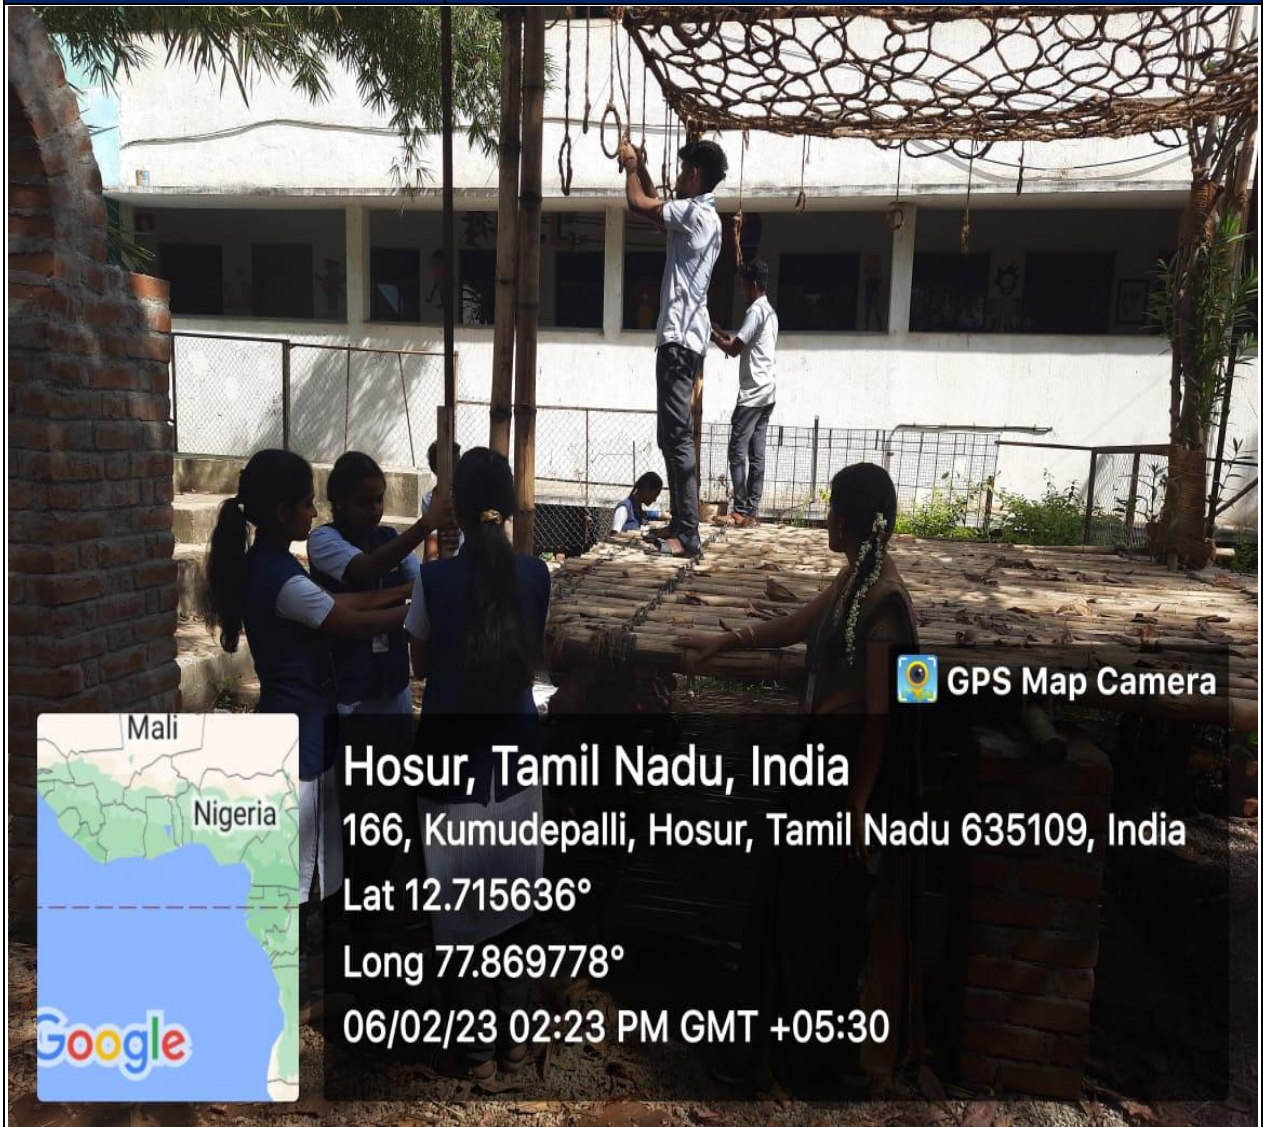 GPS Map Camera
Mali
Nigeria
Google
Hosur, Tamil Nadu, India
166, Kumudepalli, Hosur, Tamil Nadu 635109, India
Lat 12.715636°
Long 77.869778°
06/02/23 02:23 PM GMT +05:30